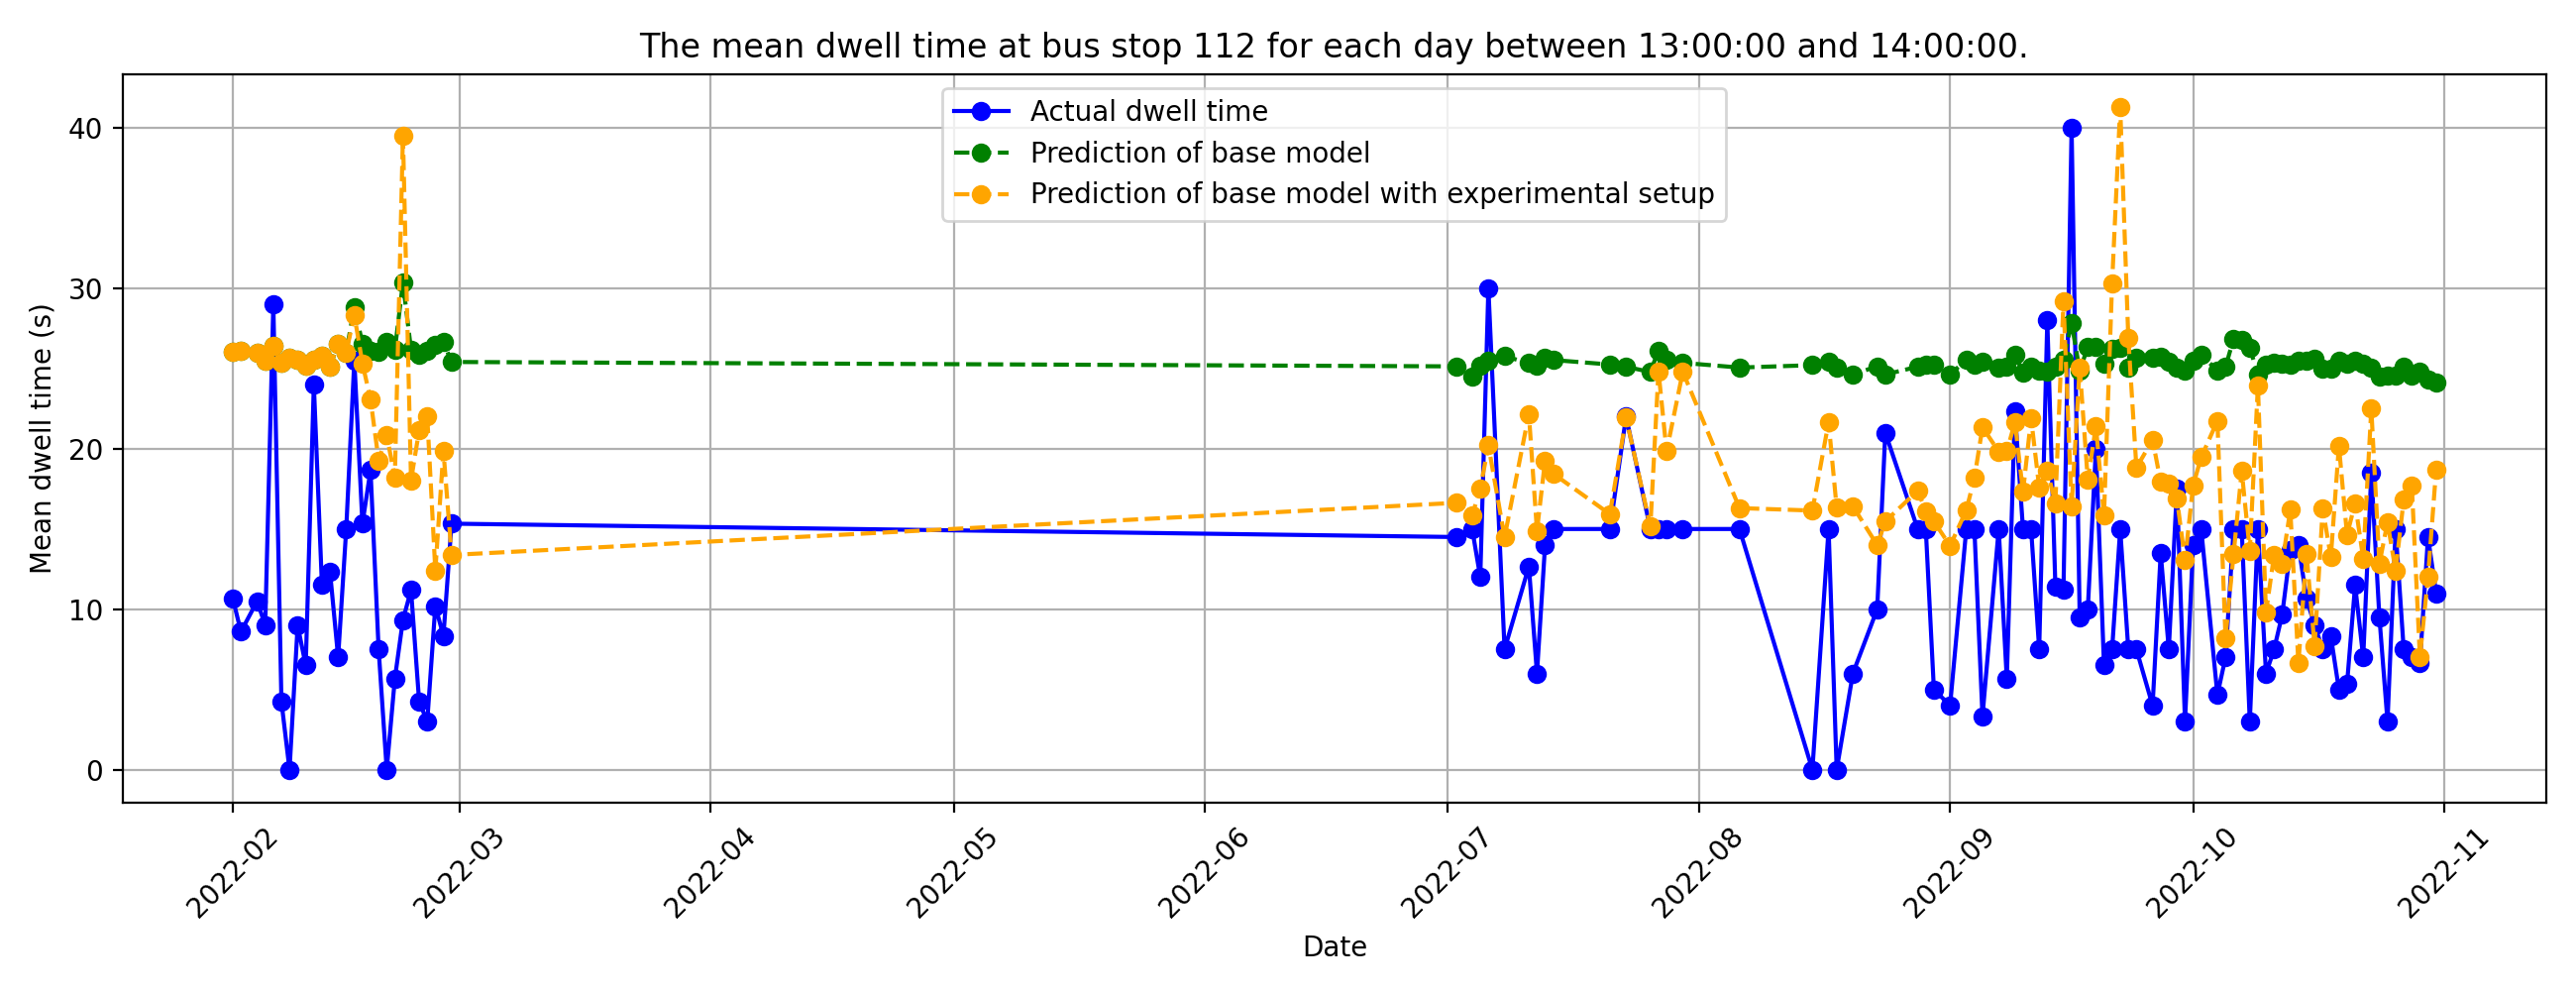 The mean dwell time at bus stop 112 for each day between 13:00:00 and 14:00:00.
Actual dwell time
Prediction of base model
Prediction of base model with experimental setup
Mean dwell time (s)
40
30
20
10
0
2022-02
2022-03
2022-04
2022-05
2022-06
2022-07
2022-08
2022-09
2022-10
2022-11
Date